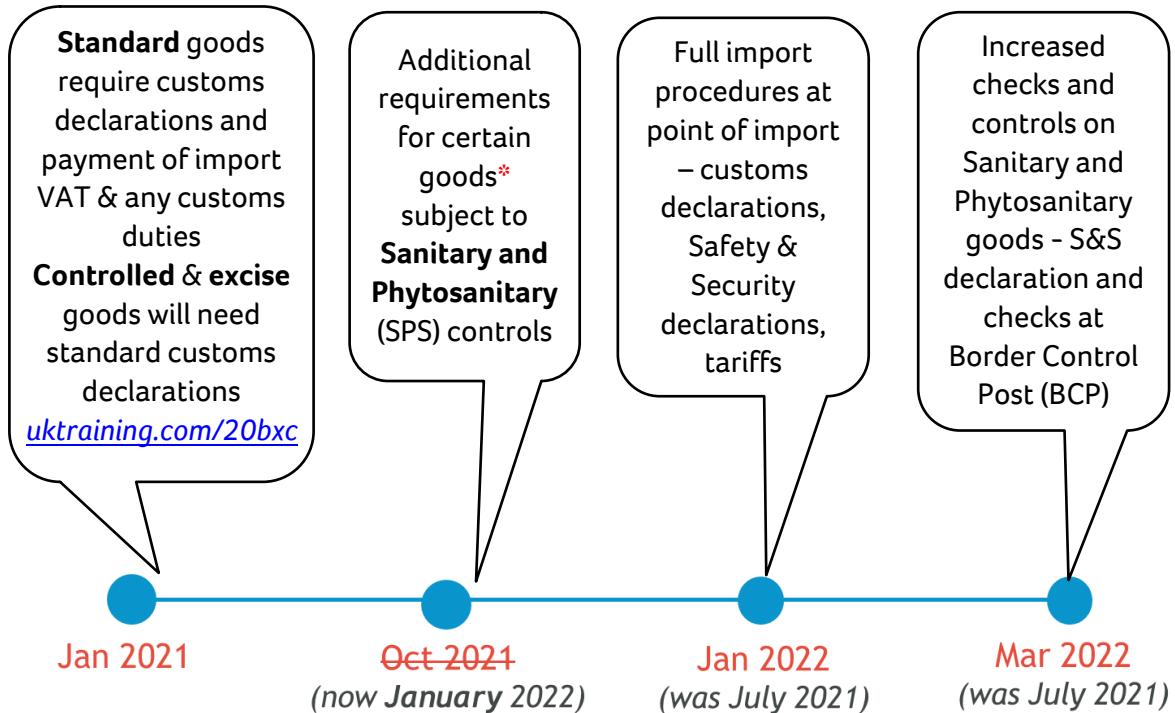 Standard goods
require customs
declarations and
payment of import
VAT & any customs
duties
Controlled & excise
goods will need
standard customs
declarations
uktraining.com/20bxc
Additional
requirements
for certain
goods*
subject to
Sanitary and
Phytosanitary
(SPS) controls
Full import
procedures at
point of import
– customs
declarations,
Safety &
Security
declarations,
tariffs
Increased
checks and
controls on
Sanitary and
Phytosanitary
goods - S&S
declaration and
checks at
Border Control
Post (BCP)
Jan 2021
Oct 2021
(now January 2022)
Jan 2022
(was July 2021)
Mar 2022
(was July 2021)